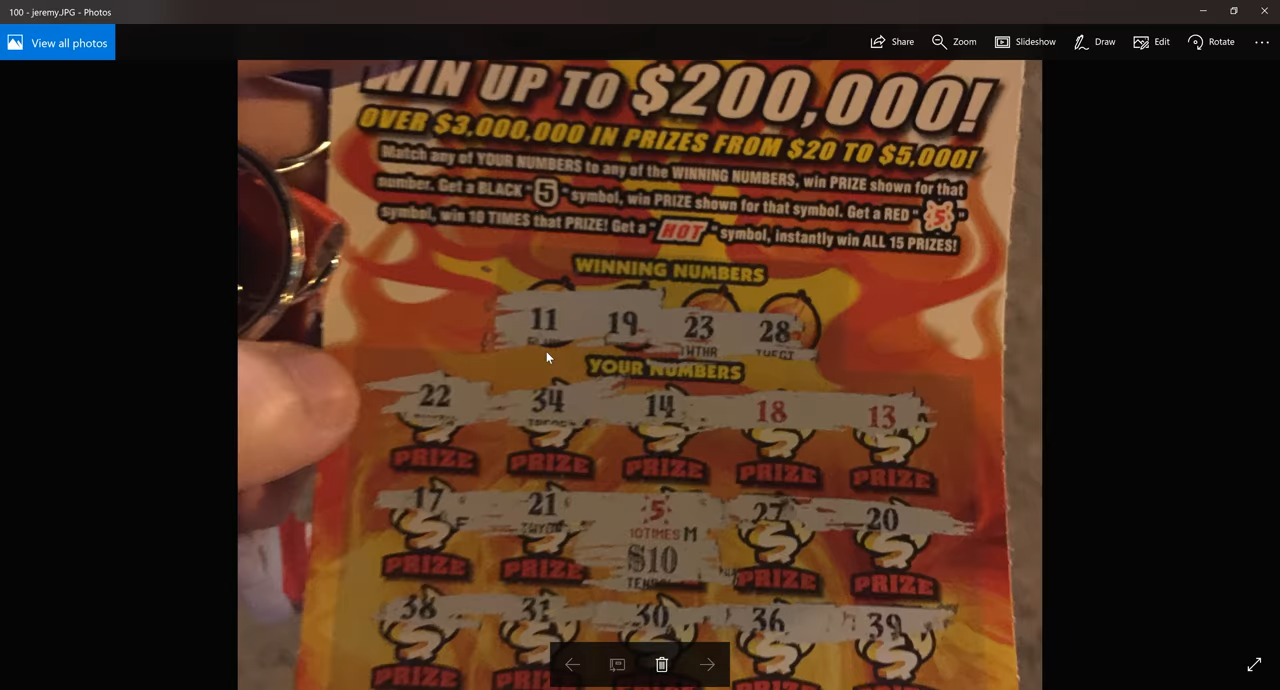 100 - jeremy.JPG - Photos
View all photos
Share
Zoom
Slideshow
Draw
Edit
Rotate
WIN UP TO $200,000!
OVER $3,000,000 IN PRIZES FROM $20 TO $5,000!
Match any of YOUR NUMBERS to any of the WINNING NUMBERS, win PRIZE shown for that
number. Get a BLACK "5" symbol, win PRIZE shown for that symbol. Get a RED "5"
symbol, win 10 TIMES that PRIZE! Get a "HOT" symbol, instantly win ALL 15 PRIZES!
WINNING NUMBERS
11 19 23 28
TWTHR TWEGT
YOUR NUMBERS
22 34 14 18 13
PRIZE PRIZE PRIZE PRIZE PRIZE
17 21 5 27 20
10TIMES M
$10
PRIZE PRIZE PRIZE PRIZE
38 31 30 36 39
PRIZE PRIZE PRIZE PRIZE